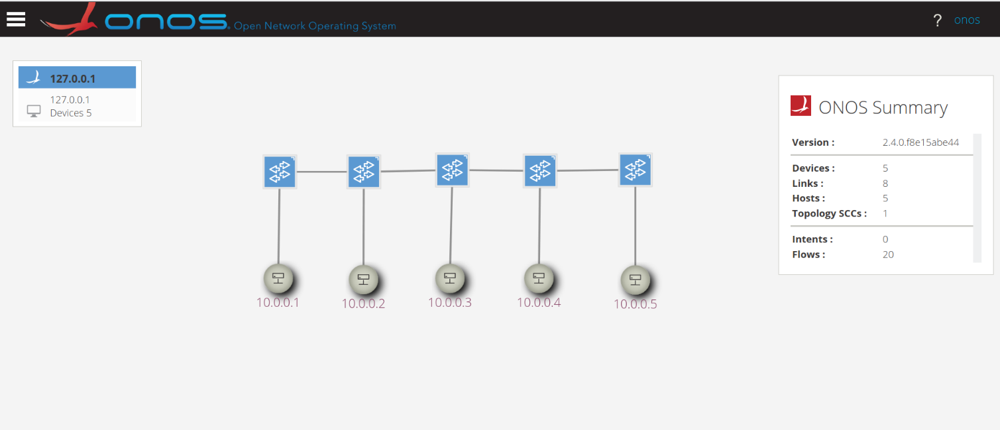 onos Open Network Operating System
? onos
127.0.0.1
127.0.0.1
Devices 5
ONOS Summary
Version : 2.4.0.f8e15abe44
Devices : 5
Links : 8
Hosts : 5
Topology SCCs : 1
Intents : 0
Flows : 20
10.0.0.1 10.0.0.2 10.0.0.3 10.0.0.4 10.0.0.5